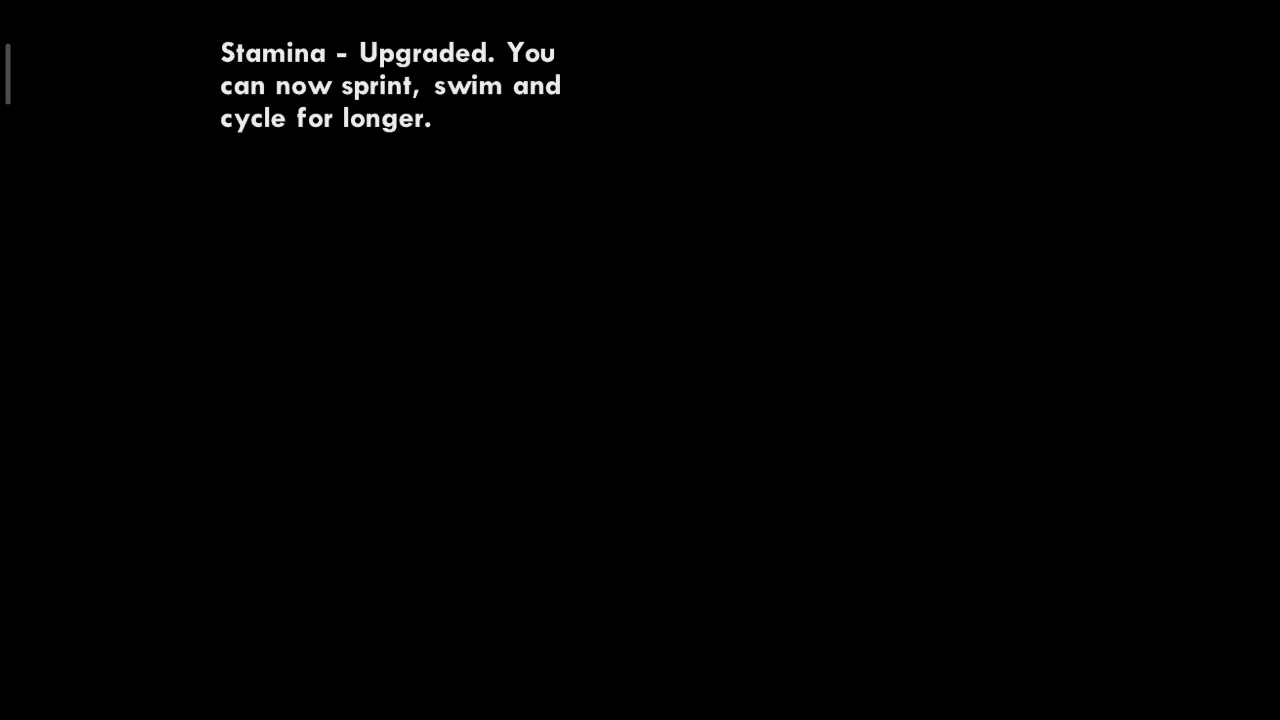 Stamina - Upgraded. You
can now sprint, swim and
cycle for longer.